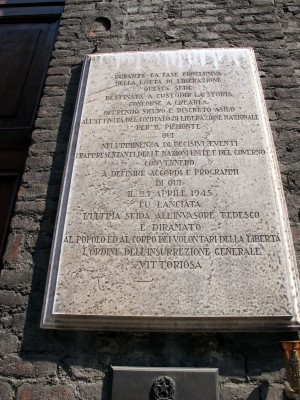 DURANTE LA FASE CONCLUSIVA
DELLA LOTTA DI LIBERAZIONE
QUESTA SEDE
DESTINATA A CUSTODIR LA STORIA
CONCORSE A CREARLA
OFFRENDO SICURO E DISCRETO ASILO
ALL'ATTIVITÀ DEL COMITATO DI LIBERAZIONE NAZIONALE
PER IL PIEMONTE
QUI
NELL'IMMINENZA DI DECISIVI EVENTI
I RAPPRESENTANTI DELLE NAZIONI UNITE E DEL GOVERNO
CONVENNERO
A DEFINIRE ACCORDI E PROGRAMMI
DI QUI
IL 25 APRILE 1945
FU LANCIATA
L'ULTIMA SFIDA ALL'INVASORE TEDESCO
E DIRAMATO
AL POPOLO ED AL CORPO DEI VOLONTARI DELLA LIBERTÀ
L'ORDINE DELL'INSURREZIONE GENERALE
VITTORIOSA